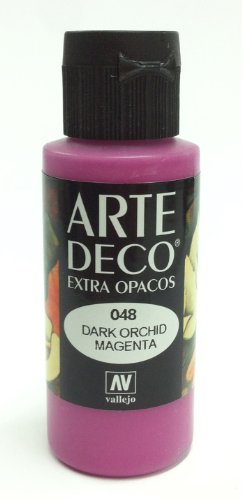 ARTE
DECO®
EXTRA OPACOS
048
DARK ORCHID
MAGENTA
AV
vallejo